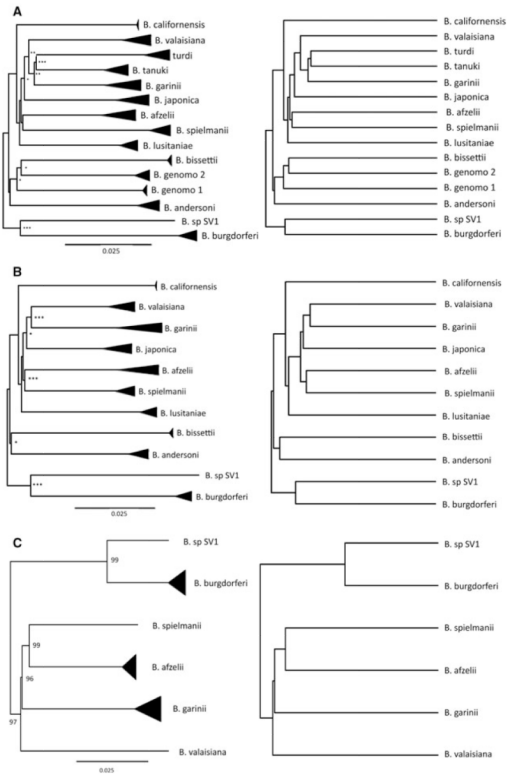 A
B. californensis
B. valaisiana
turdi
B. tanuki
B. garinii
B. japonica
B. afzelii
B. spielmanii
B. lusitaniae
B. bissettii
B. genomo 2
B. genomo 1
B. andersoni
B. sp SV1
B. burgdorferi
0.025
B. californensis
B. valaisiana
B. turdi
B. tanuki
B. garinii
B. japonica
B. afzelii
B. spielmanii
B. lusitaniae
B. bissettii
B. genomo 2
B. genomo 1
B. andersoni
B. sp SV1
B. burgdorferi
B
B. californensis
B. valaisiana
B. garinii
B. japonica
B. afzelii
B. spielmanii
B. lusitaniae
B. bissettii
B. andersoni
B. sp SV1
B. burgdorferi
0.025
B. californensis
B. valaisiana
B. garinii
B. japonica
B. afzelii
B. spielmanii
B. lusitaniae
B. bissettii
B. andersoni
B. sp SV1
B. burgdorferi
C
B. sp SV1
99
B. burgdorferi
B. spielmanii
99
B. afzelii
96
B. garinii
97
B. valaisiana
0.025
B. sp SV1
B. burgdorferi
B. spielmanii
B. afzelii
B. garinii
B. valaisiana